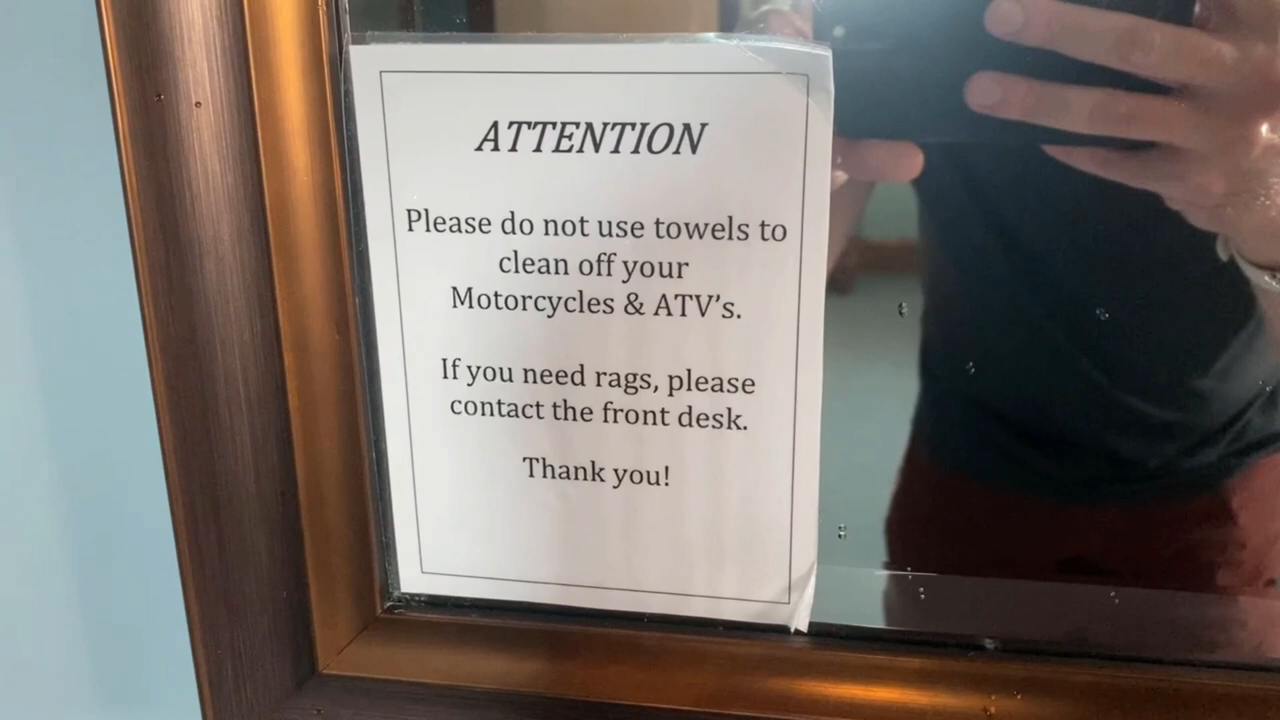 ATTENTION
Please do not use towels to
clean off your
Motorcycles & ATV's.
If you need rags, please
contact the front desk.
Thank you!